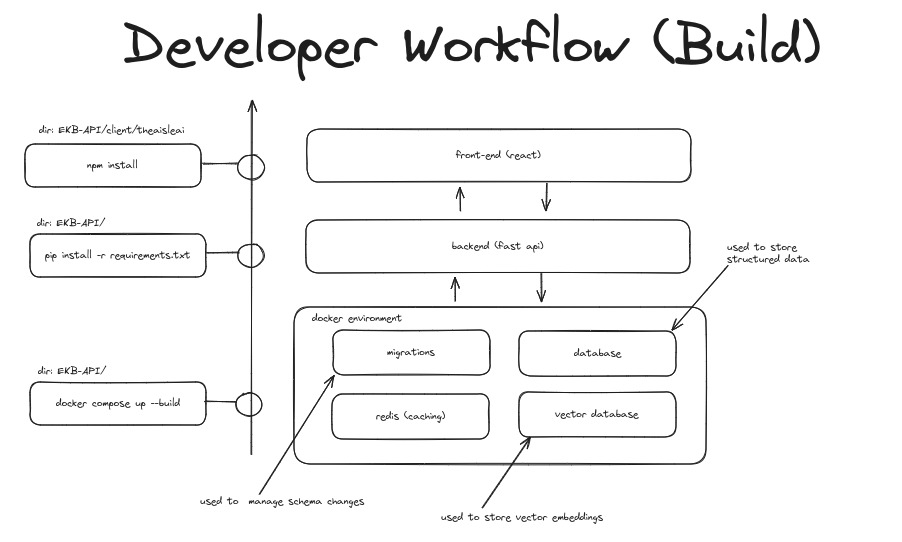 Developer Workflow (Build)
dir: EKB-API/client/theaisleai
npm install
front-end (react)
dir: EKB-API/
pip install -r requirements.txt
backend (fast api)
used to store
structured data
docker environment
migrations
database
dir: EKB-API/
docker compose up --build
redis (caching)
vector database
used to  manage schema changes
used to store vector embeddings